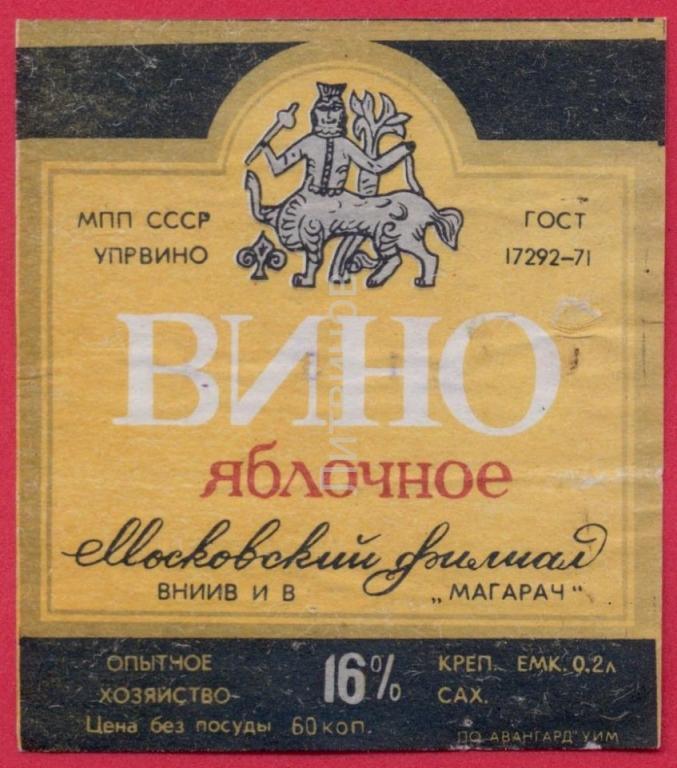 МПП СССР
УПРВИНО
ГОСТ
17292-71
ВИНО
яблочное
Московский филиал
ВНИИВ И В „МАГАРАЧ"
ОПЫТНОЕ
ХОЗЯЙСТВО
16%
КРЕП. ЕМК. 0.2л
САХ.
Цена без посуды 60 коп.
ПО АВАНГАРД" УИМ